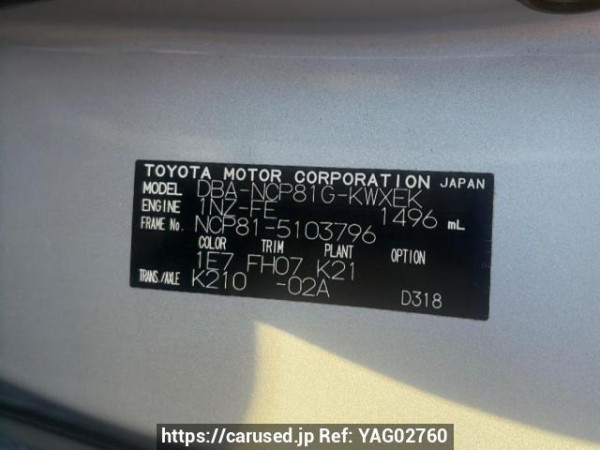 TOYOTA MOTOR CORPORATION JAPAN
MODEL DBA-NCP81G-KWXEK
ENGINE 1NZ-FE 1496 mL
FRAME No. NCP81-5103796
COLOR TRIM PLANT OPTION
1E7 FH07 K21
TRANS./AXLE K210 -02A
D318
https://carused.jp Ref: YAG02760